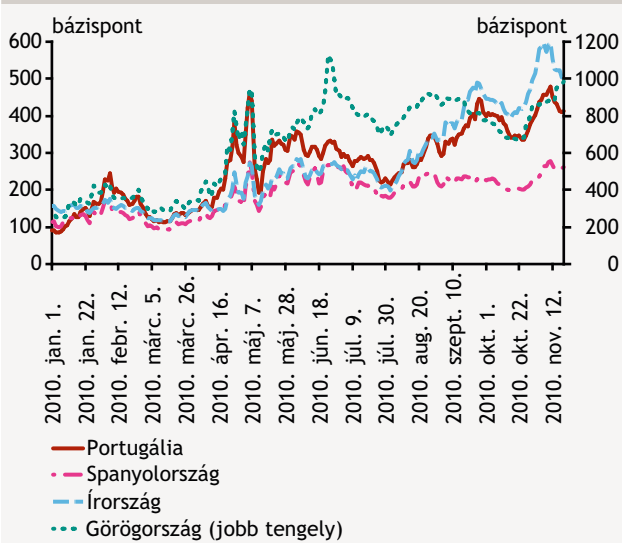 bázispont bázispont
600 1200
500 1000
400 800
300 600
200 400
100 200
0 0
2010. jan. 1.
2010. jan. 22.
2010. febr. 12.
2010. márc. 5.
2010. márc. 26.
2010. ápr. 16.
2010. máj. 7.
2010. máj. 28.
2010. jún. 18.
2010. júl. 9.
2010. júl. 30.
2010. aug. 20.
2010. szept. 10.
2010. okt. 1.
2010. okt. 22.
2010. nov. 12.
Portugália
Spanyolország
Írország
Görögország (jobb tengely)